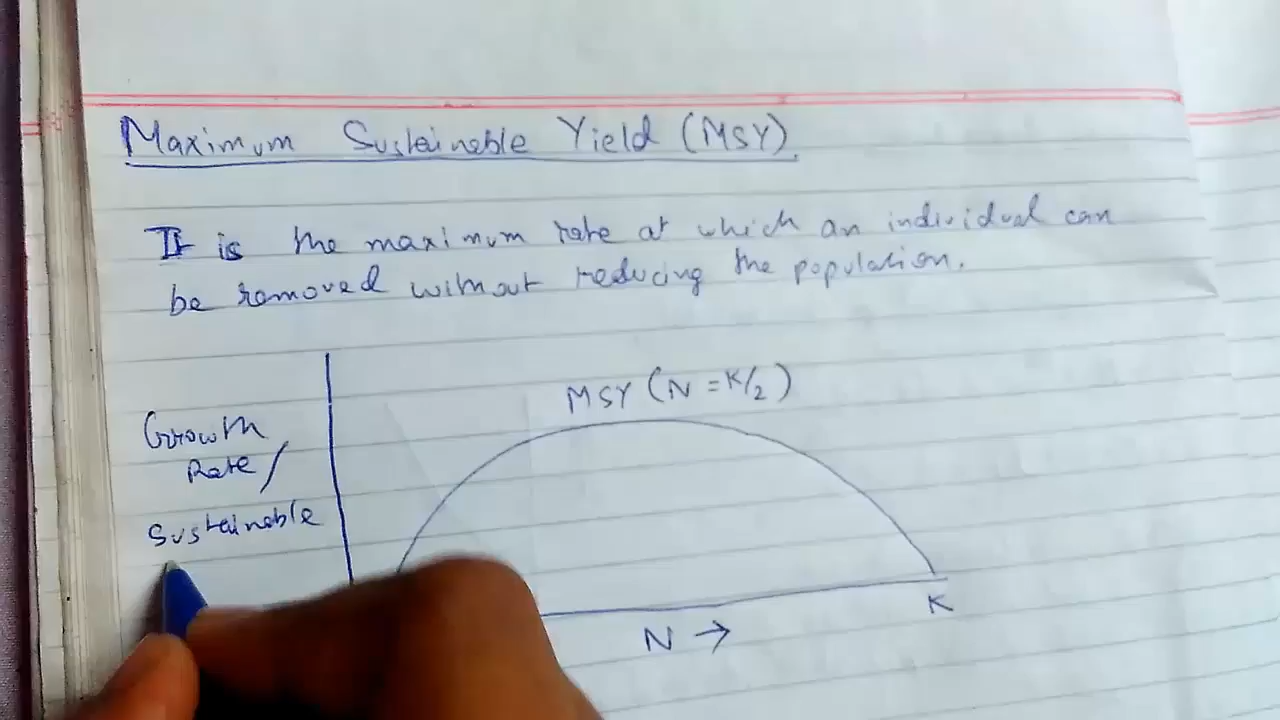 Maximum Sustainable Yield (MSY)
It is the maximum rate at which an individual can
be removed without reducing the population.
MSY (N = K/2)
Growth
Rate/
Sustainable
K
N →